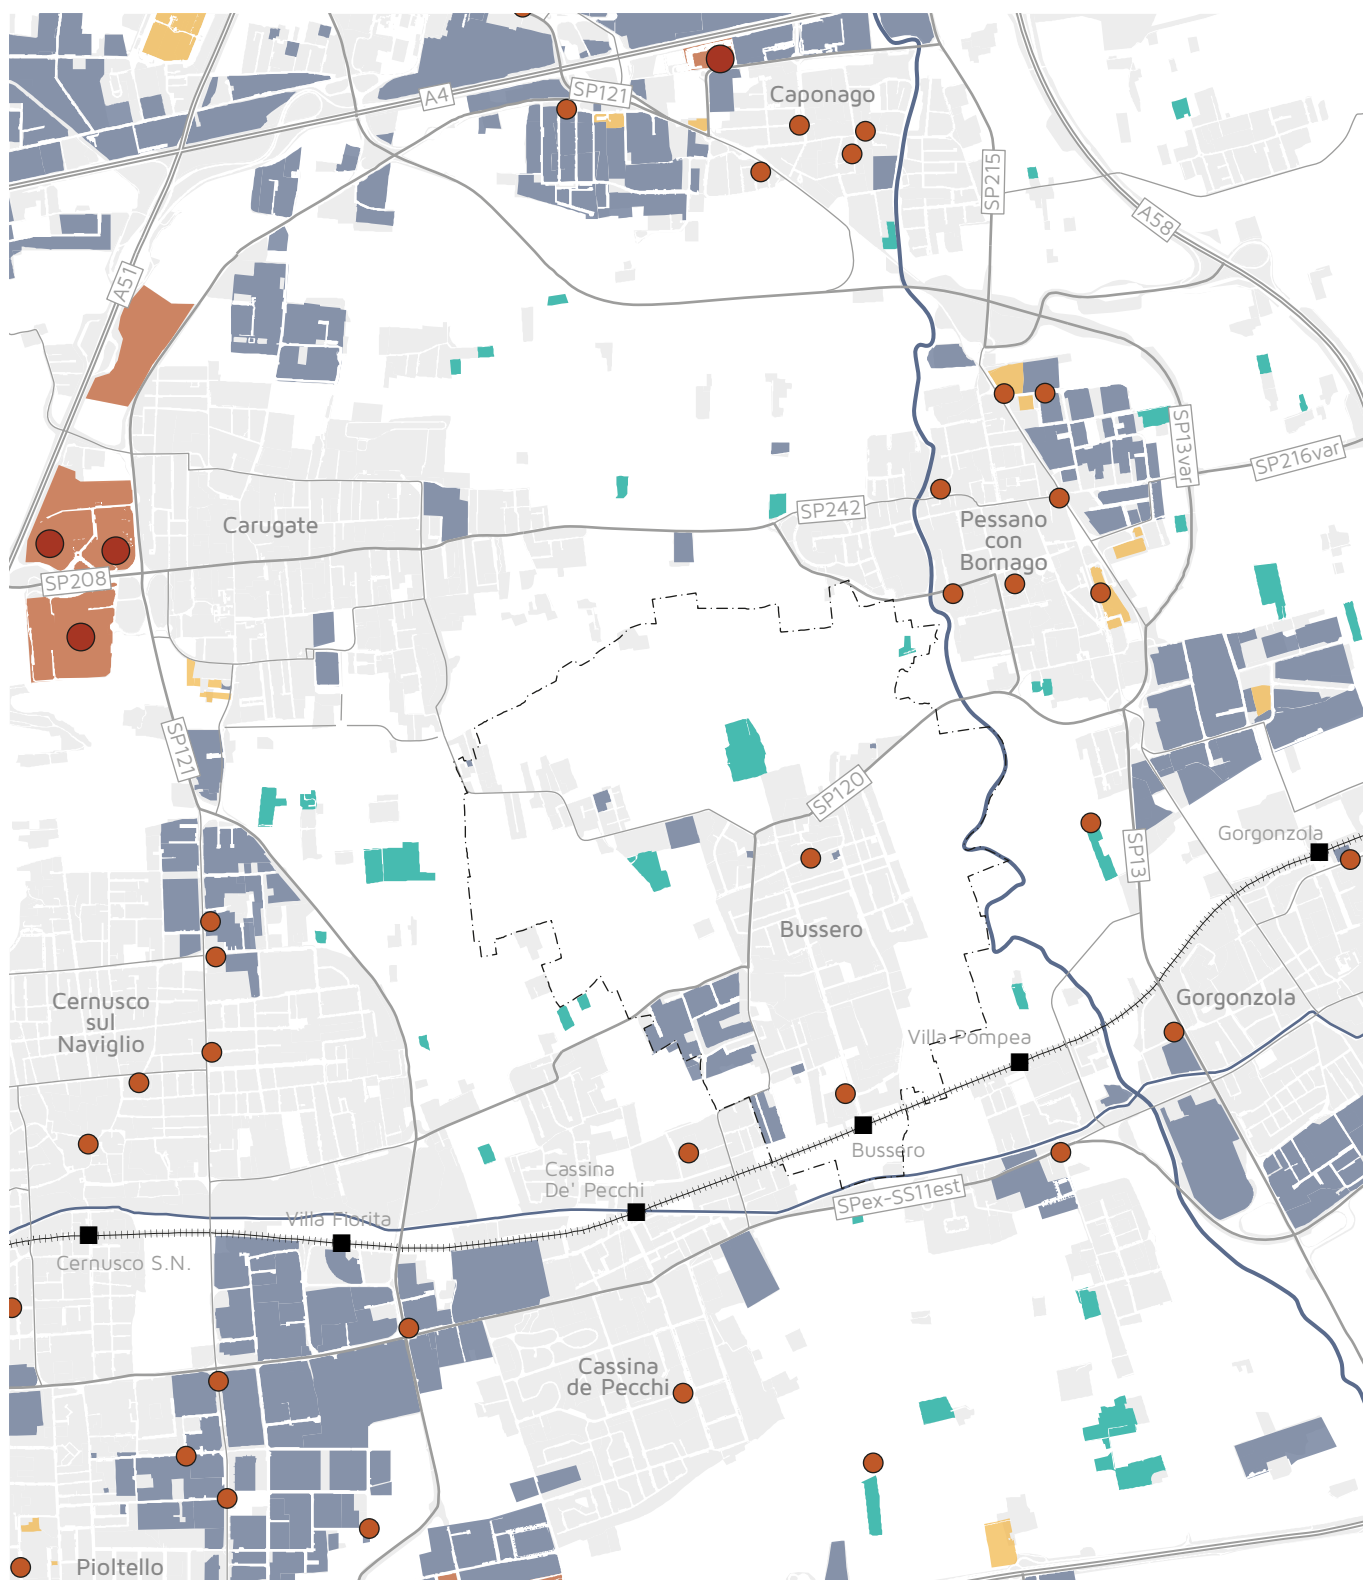 A4
SP121
Caponago
SP215
A58
A51
SP13var
SP216var
SP242
Carugate
Pessano
con
Bornago
SP208
SP121
SP120
Gorgonzola
SP13
Bussero
Cernusco
sul
Naviglio
Gorgonzola
Villa Pompea
Bussero
Cassina
De' Pecchi
SPex-SS11est
Villa Fiorita
Cernusco S.N.
Cassina
de Pecchi
Pioltello